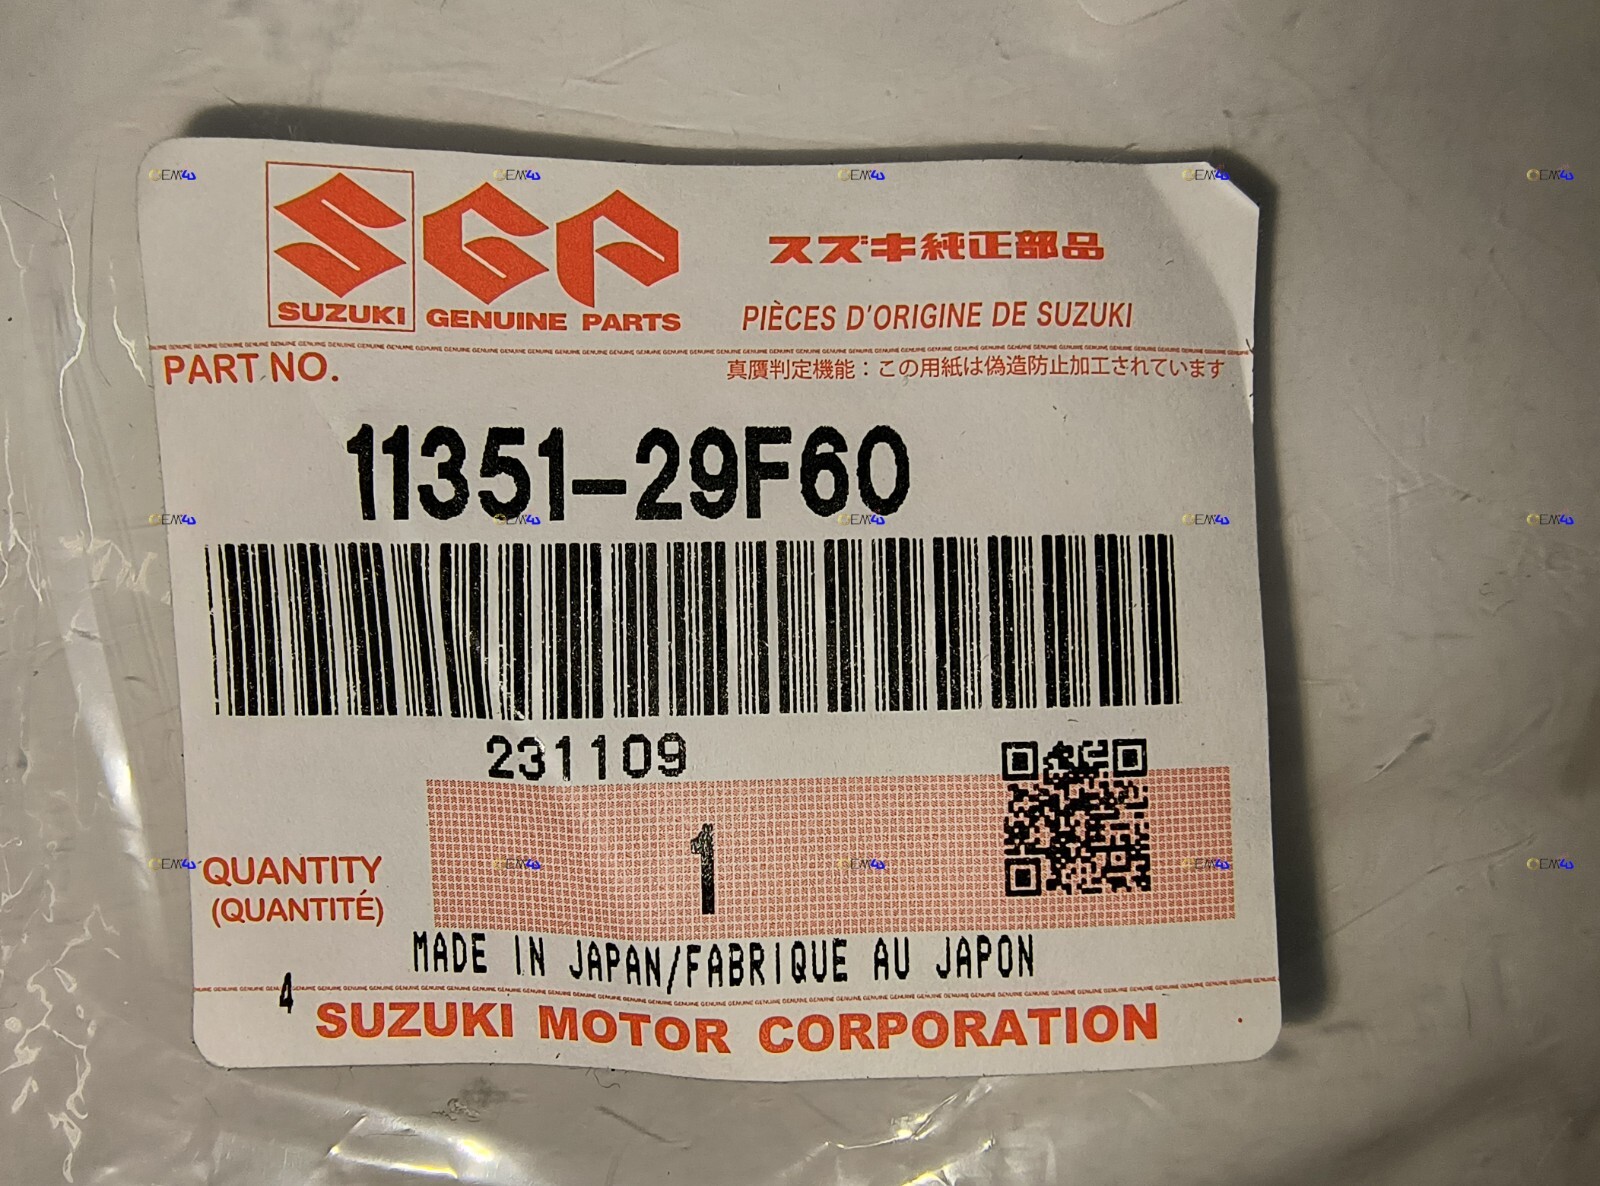 SGP
スズキ純正部品
SUZUKI GENUINE PARTS
PIÈCES D'ORIGINE DE SUZUKI
PART NO.
真贋判定機能：この用紙は偽造防止加工されています
11351-29F60
231109
1
QUANTITY
(QUANTITÉ)
MADE IN JAPAN/FABRIQUE AU JAPON
4
SUZUKI MOTOR CORPORATION
OEM4U